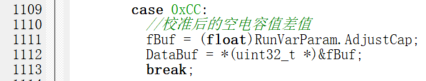 1109 case 0xCC:
1110 //校准后的空电容值差值
1111 fBuf = (float)RunVarParam.AdjustCap;
1112 DataBuf = *(uint32_t *)&fBuf;
1113 break;